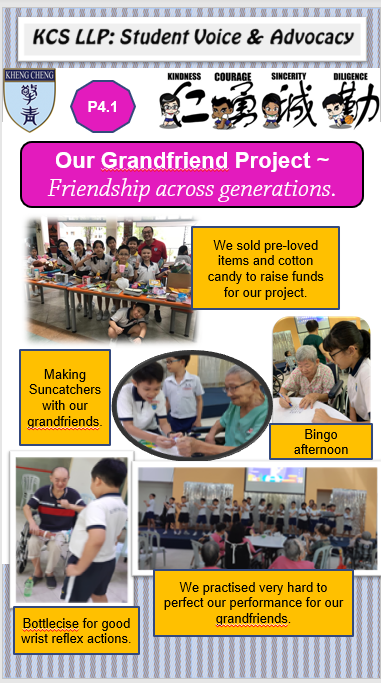 KCS LLP: Student Voice & Advocacy
KHENG CHENG
P4.1
KINDNESS
COURAGE
SINCERITY
DILIGENCE
仁
勇
誠
勤
Our Grandfriend Project ~
Friendship across generations.
We sold pre-loved
items and cotton
candy to raise funds
for our project.
Making
Suncatchers
with our
grandfriends.
Bingo
afternoon
We practised very hard to
perfect our performance for our
grandfriends.
Bottlecise for good
wrist reflex actions.